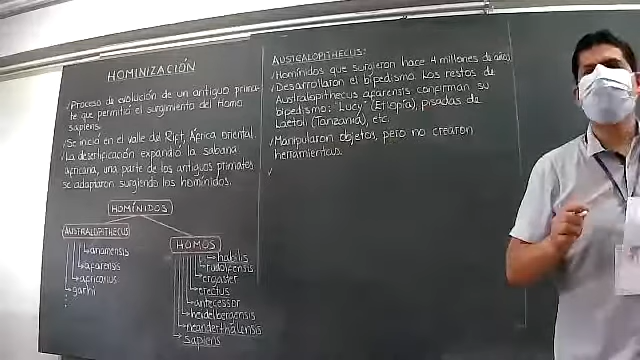 HOMINIZACIÓN
✓ Proceso de evolución de un antiguo prima-
te que permitió el surgimiento del Homo
sapiens.
✓ Se inició en el Valle del Rift, África oriental.
✓ La desertificación expandió la sabana
africana, una parte de los antiguos primates
se adaptaron surgiendo los homínidos.
HOMÍNIDOS
AUSTRALOPITHECUS
anamensis
afarensis
africanus
garhi
HOMOS
habilis
rudolfensis
ergaster
erectus
antecessor
heidelbergensis
neanderthalensis
sapiens
AUSTRALOPITHECUS:
✓ Homínidos que surgieron hace 4 millones de años
✓ Desarrollaron el bipedismo. Los restos de
Australopithecus afarensis confirman su
bipedismo: "Lucy" (Etiopía), pisadas de
Laetoli (Tanzania), etc.
✓ Manipularon objetos, pero no crearon
herramientas.
✓